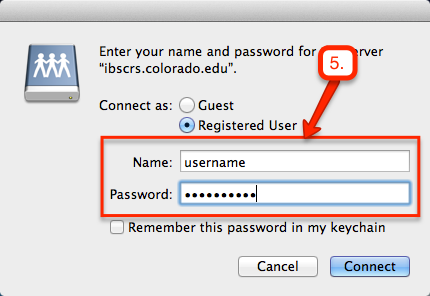 Enter your name and password for server
"ibscrs.colorado.edu".
5.
Connect as: Guest
Registered User
Name: username
Password: ••••••••••
Remember this password in my keychain
Cancel Connect